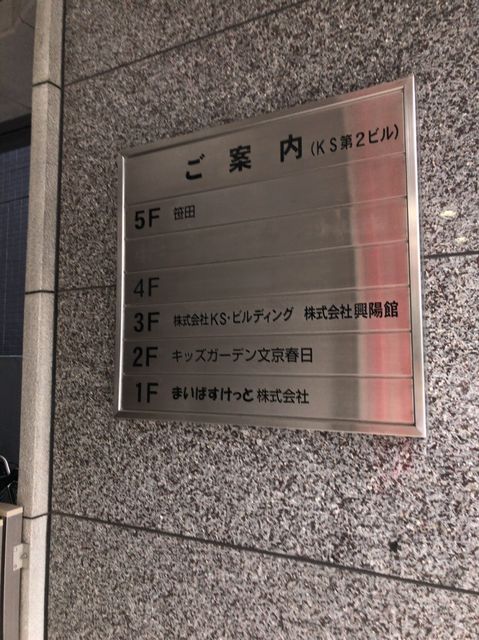 ご案内(KS第2ビル)
5F 笹田
4F
3F 株式会社KS・ビルディング 株式会社興陽館
2F キッズガーデン文京春日
1F まいばすけっと株式会社